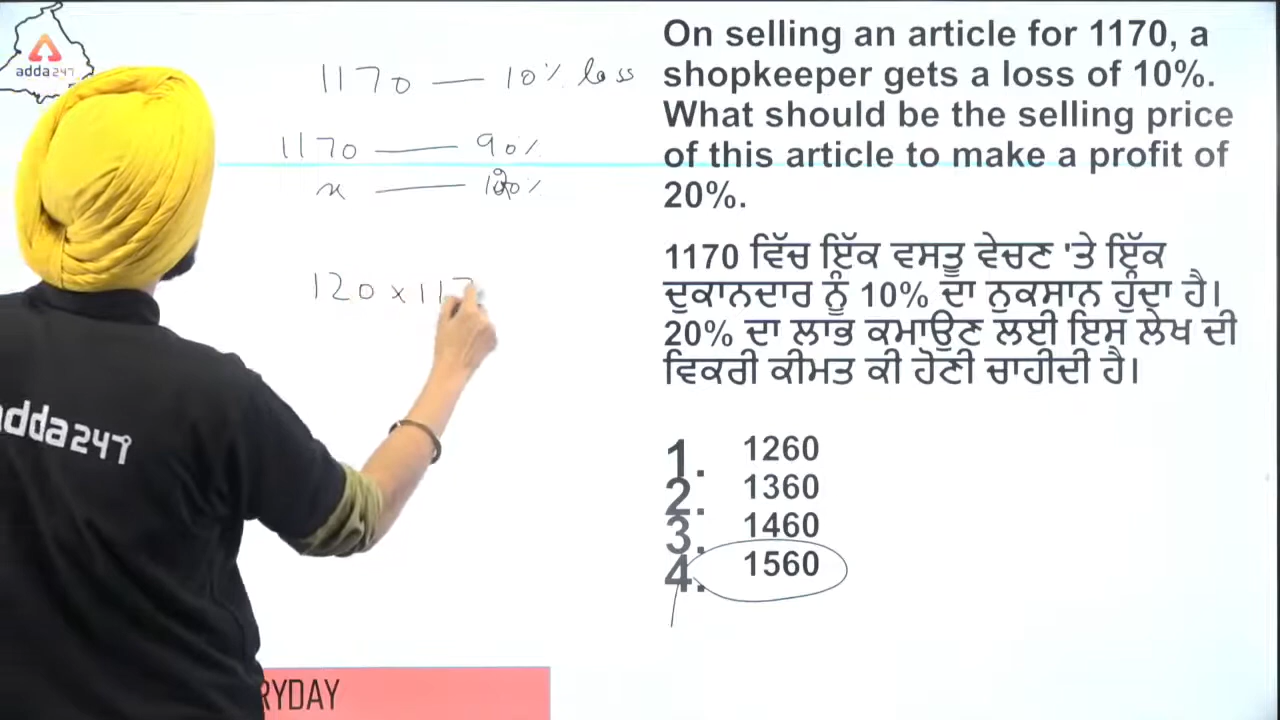 adda247
1170 — 10% loss
1170 — 90%
x — 120%
120 × 117
On selling an article for 1170, a
shopkeeper gets a loss of 10%.
What should be the selling price
of this article to make a profit of
20%.
1170 ਵਿੱਚ ਇੱਕ ਵਸਤੂ ਵੇਚਣ 'ਤੇ ਇੱਕ
ਦੁਕਾਨਦਾਰ ਨੂੰ 10% ਦਾ ਨੁਕਸਾਨ ਹੁੰਦਾ ਹੈ।
20% ਦਾ ਲਾਭ ਕਮਾਉਣ ਲਈ ਇਸ ਲੇਖ ਦੀ
ਵਿਕਰੀ ਕੀਮਤ ਕੀ ਹੋਣੀ ਚਾਹੀਦੀ ਹੈ।
1. 1260
2. 1360
3. 1460
4. 1560
adda247
RYDAY